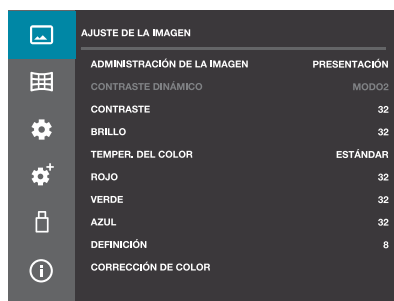 AJUSTE DE LA IMAGEN
ADMINISTRACIÓN DE LA IMAGEN PRESENTACIÓN
CONTRASTE DINÁMICO MODO2
CONTRASTE 32
BRILLO 32
TEMPER. DEL COLOR ESTÁNDAR
ROJO 32
VERDE 32
AZUL 32
DEFINICIÓN 8
CORRECCIÓN DE COLOR